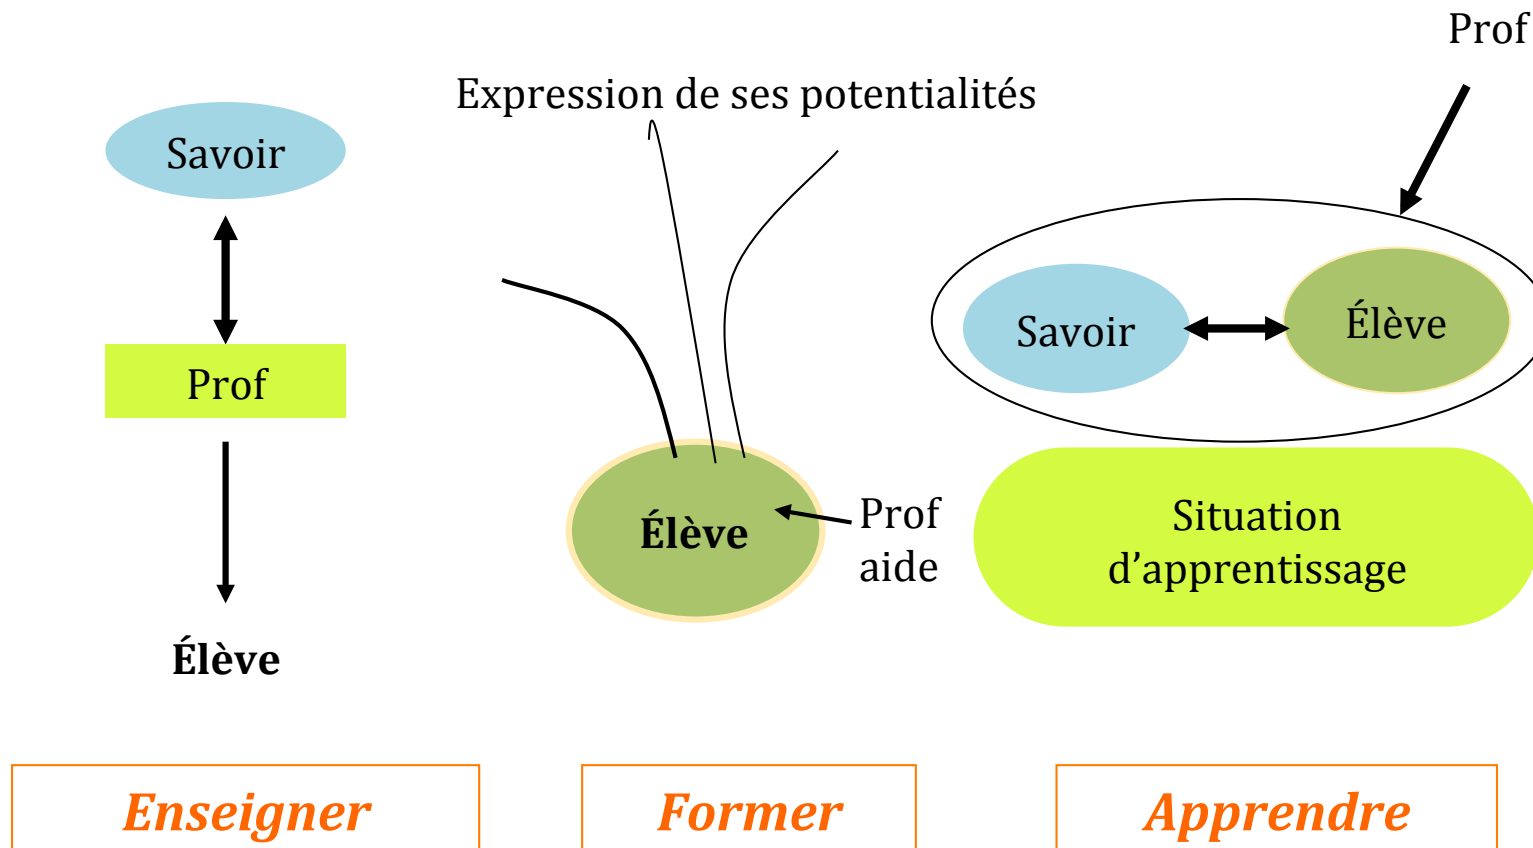 Savoir
Prof
Élève
Enseigner
Expression de ses potentialités
Élève
Prof
aide
Former
Prof
Savoir
Élève
Situation
d’apprentissage
Apprendre